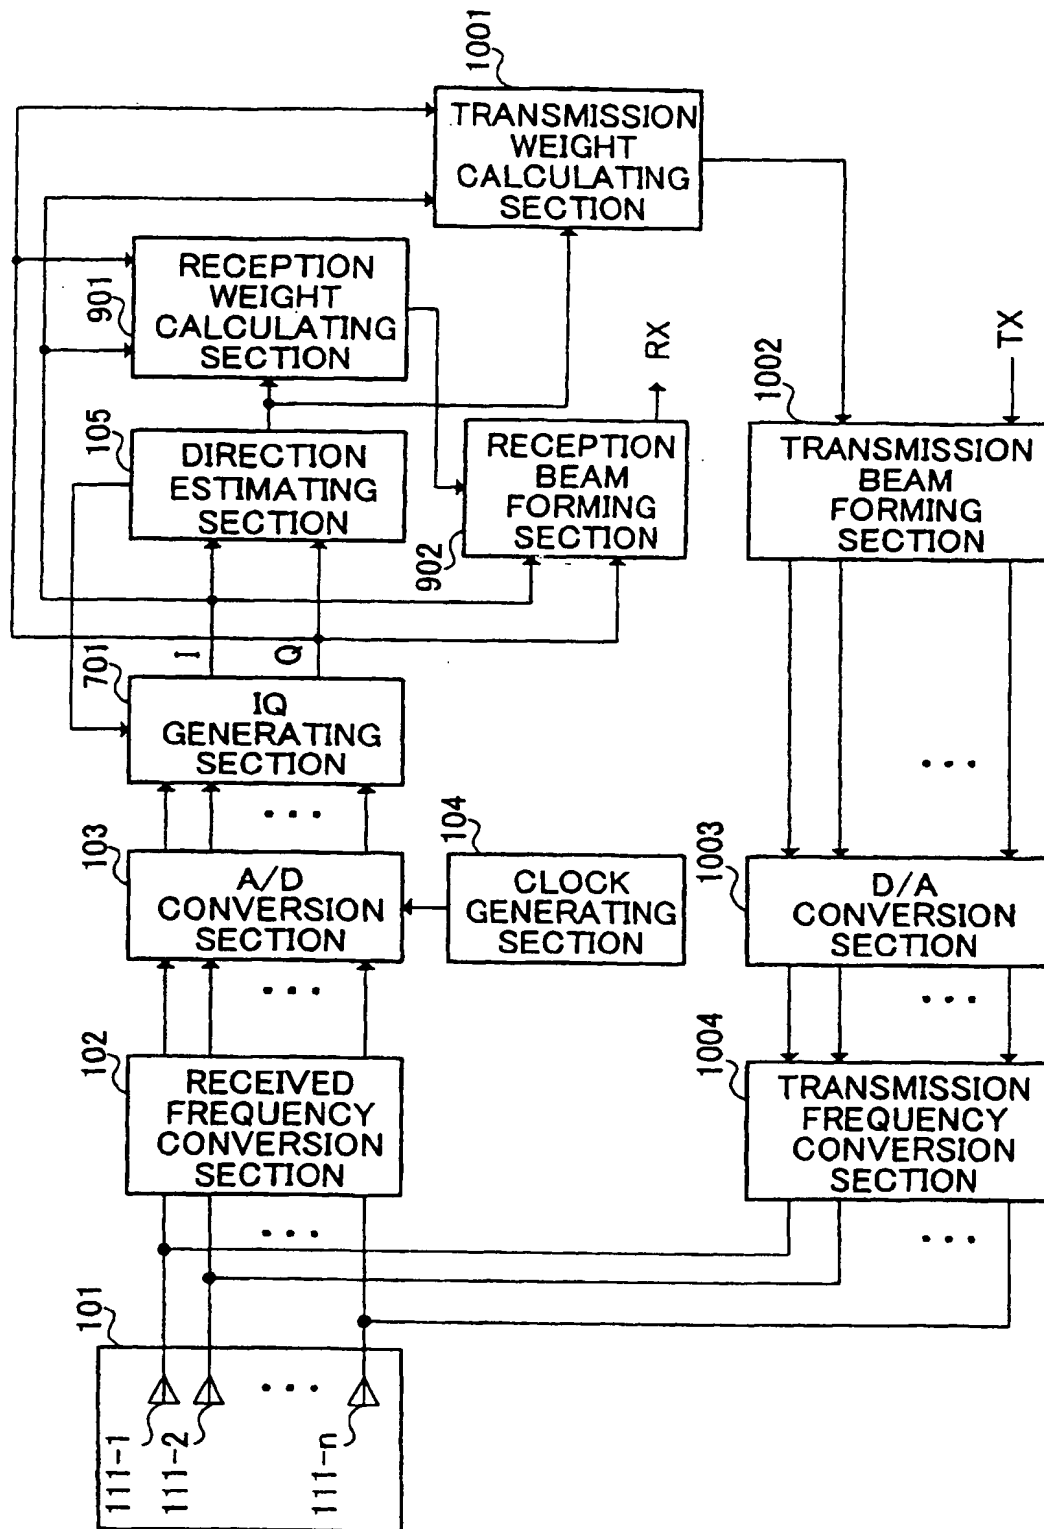 1001
TRANSMISSION
WEIGHT
CALCULATING
SECTION
901
RECEPTION
WEIGHT
CALCULATING
SECTION
RX
1002
TX
105
DIRECTION
ESTIMATING
SECTION
902
RECEPTION
BEAM
FORMING
SECTION
TRANSMISSION
BEAM
FORMING
SECTION
I
Q
701
IQ
GENERATING
SECTION
...
...
103
A/D
CONVERSION
SECTION
104
CLOCK
GENERATING
SECTION
1003
D/A
CONVERSION
SECTION
...
...
102
RECEIVED
FREQUENCY
CONVERSION
SECTION
1004
TRANSMISSION
FREQUENCY
CONVERSION
SECTION
...
...
101
111-1
111-2
...
111-n